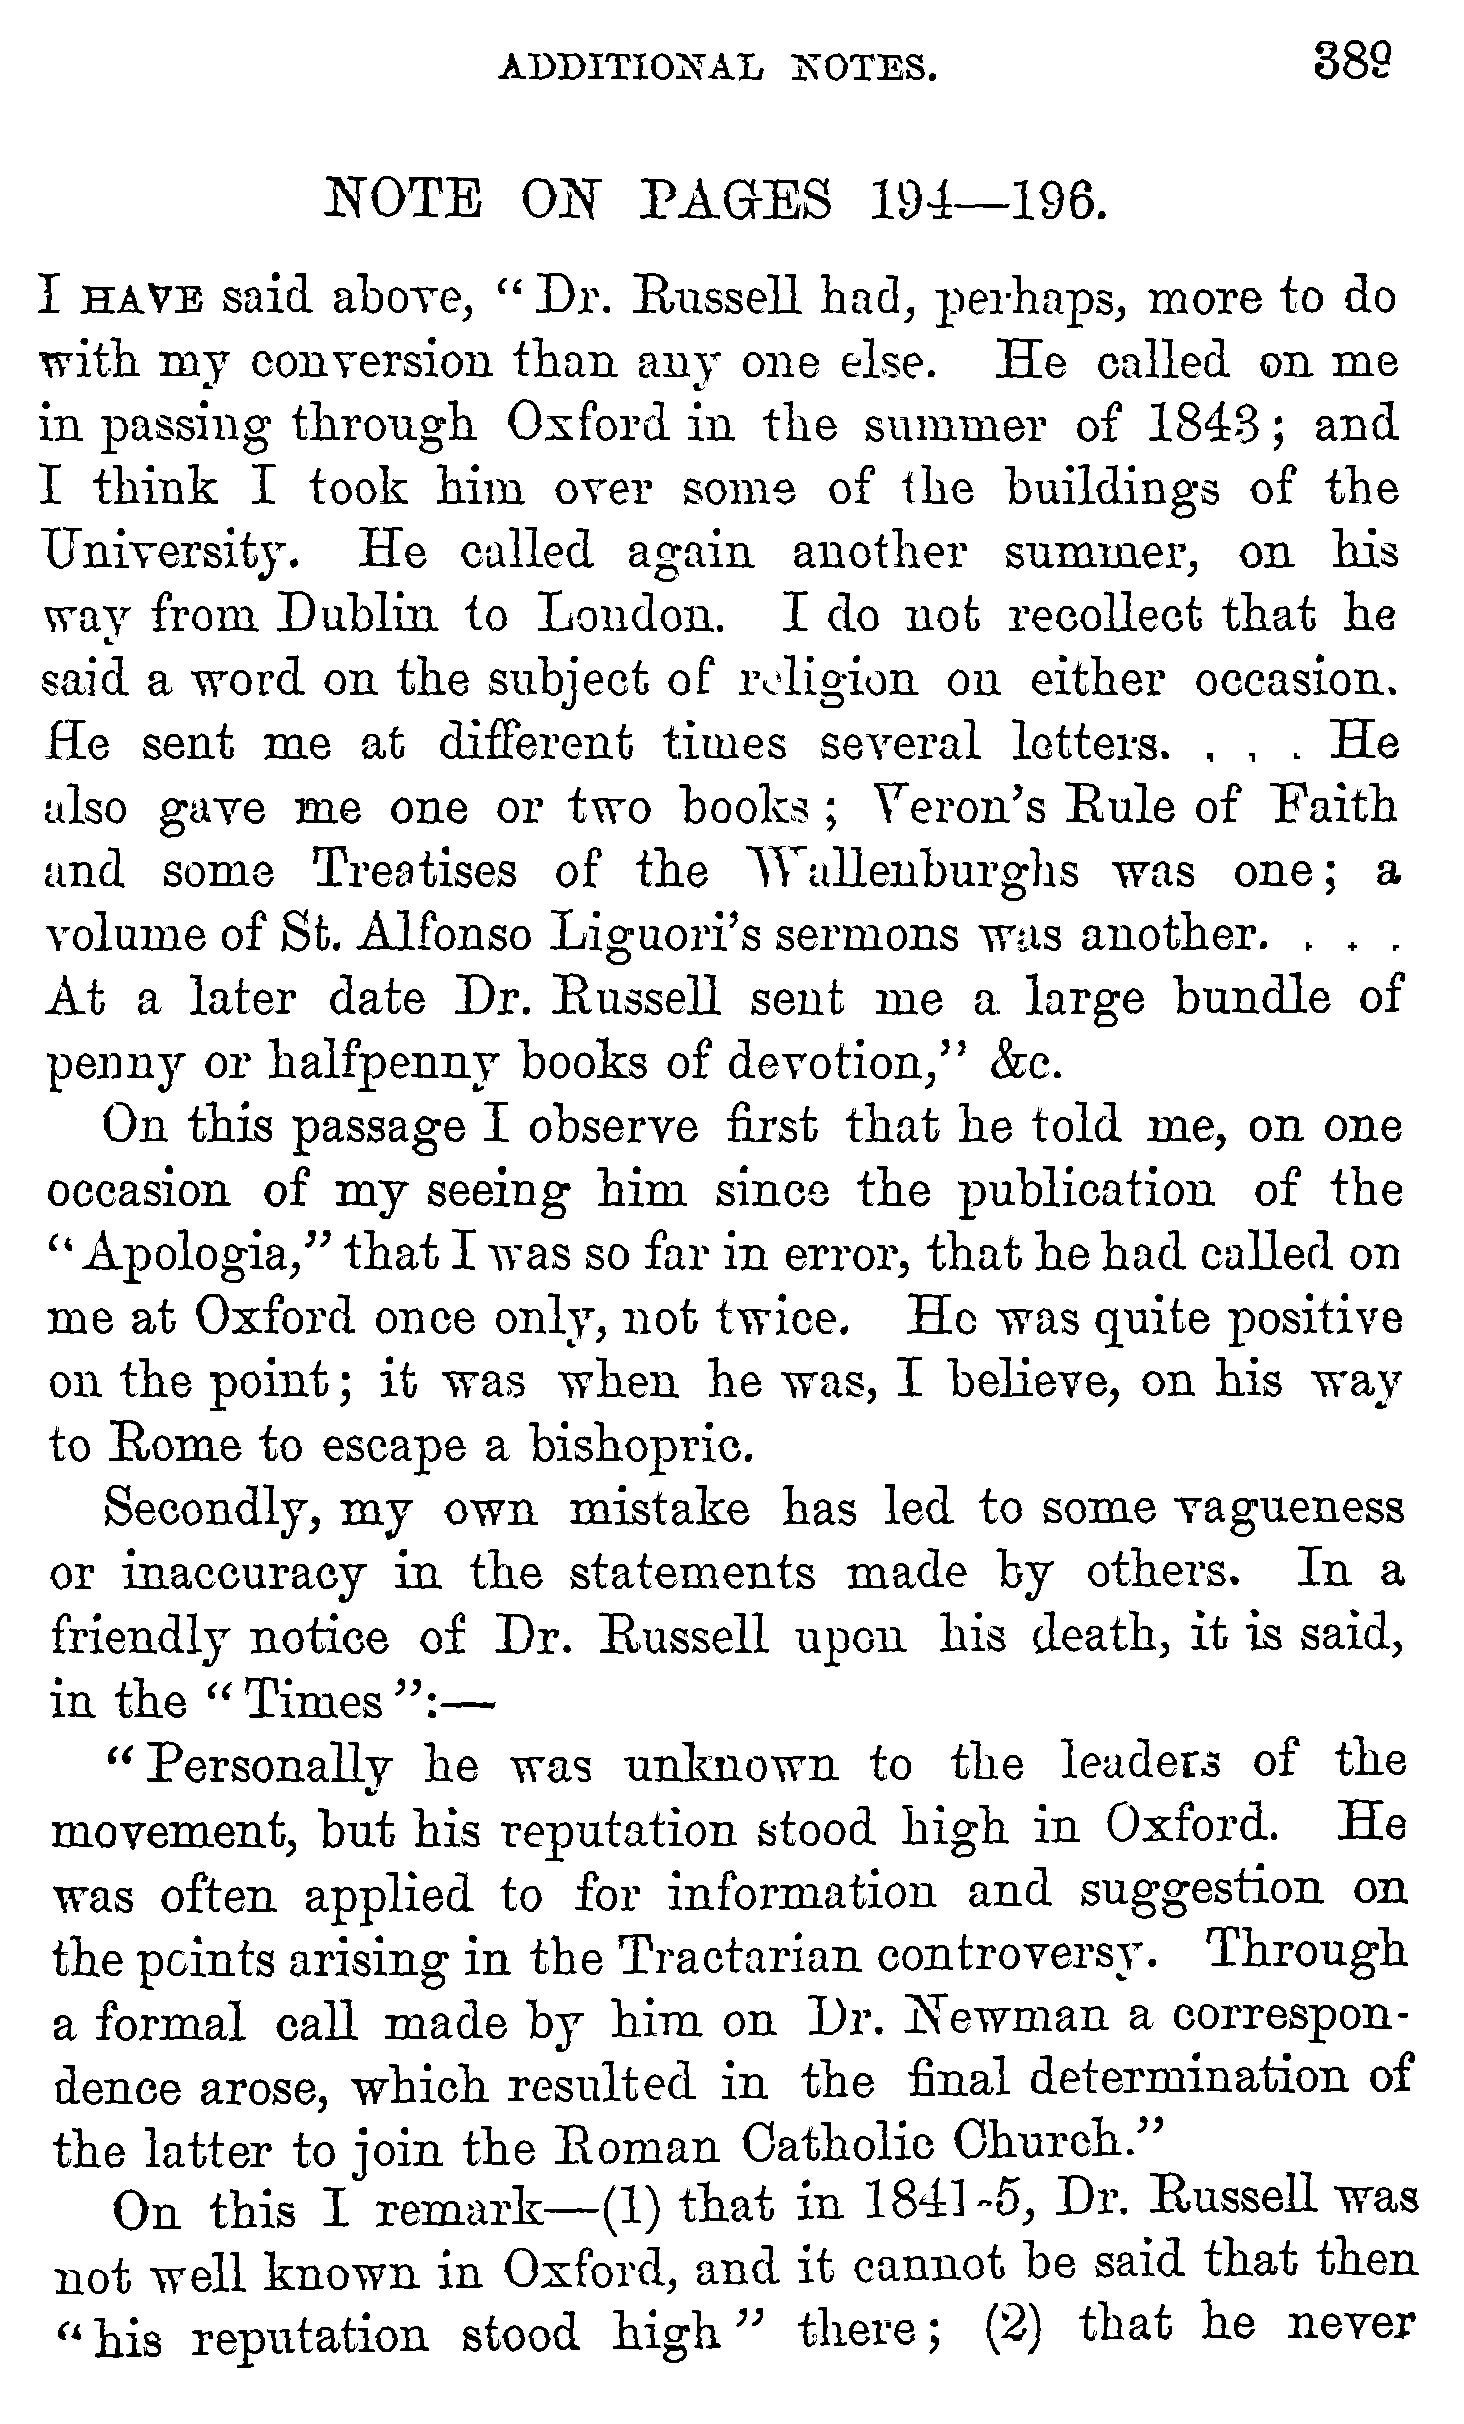 ADDITIONAL NOTES. 389
NOTE ON PAGES 194—196.
I HAVE said above, “Dr. Russell had, perhaps, more to do
with my conversion than any one else. He called on me
in passing through Oxford in the summer of 1843; and
I think I took him over some of the buildings of the
University. He called again another summer, on his
way from Dublin to London. I do not recollect that he
said a word on the subject of religion on either occasion.
He sent me at different times several letters. . . . He
also gave me one or two books; Veron’s Rule of Faith
and some Treatises of the Wallenburghs was one; a
volume of St. Alfonso Liguori’s sermons was another. . . .
At a later date Dr. Russell sent me a large bundle of
penny or halfpenny books of devotion,” &c.
On this passage I observe first that he told me, on one
occasion of my seeing him since the publication of the
“Apologia,” that I was so far in error, that he had called on
me at Oxford once only, not twice. He was quite positive
on the point; it was when he was, I believe, on his way
to Rome to escape a bishopric.
Secondly, my own mistake has led to some vagueness
or inaccuracy in the statements made by others. In a
friendly notice of Dr. Russell upon his death, it is said,
in the “Times”:—
“Personally he was unknown to the leaders of the
movement, but his reputation stood high in Oxford. He
was often applied to for information and suggestion on
the points arising in the Tractarian controversy. Through
a formal call made by him on Dr. Newman a correspon-
dence arose, which resulted in the final determination of
the latter to join the Roman Catholic Church.”
On this I remark—(1) that in 1841-5, Dr. Russell was
not well known in Oxford, and it cannot be said that then
“his reputation stood high” there; (2) that he never